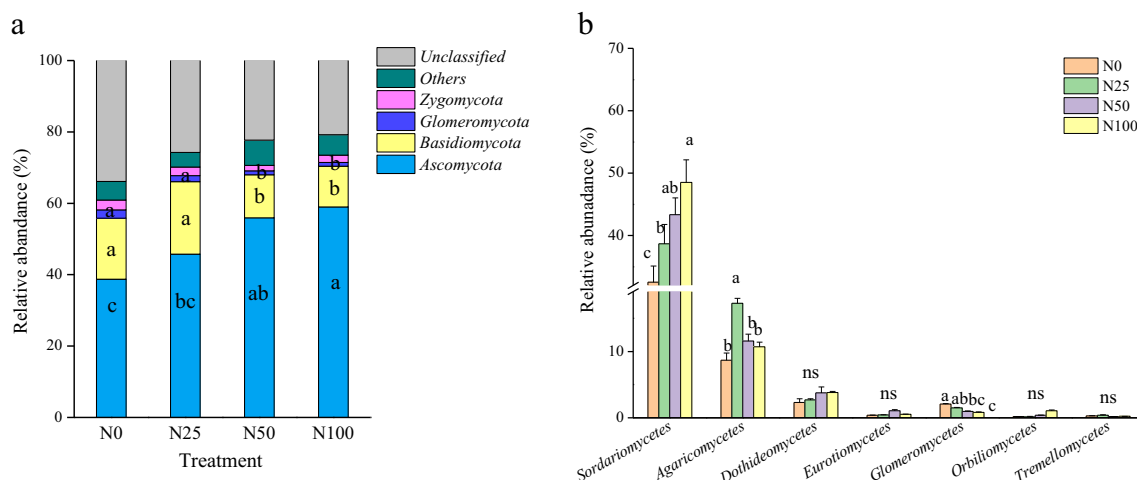 a
Relative abandance (%)
100
80
60
40
20
0
a
a
c
a
a
bc
b
b
ab
b
b
a
N0
N25
N50
N100
Treatment
Unclassified
Others
Zygomycota
Glomeromycota
Basidiomycota
Ascomycota
b
Relative abunadance (%)
70
60
50
40
10
0
c
b
ab
a
b
a
b
b
ns
ns
a ab bc c
ns
ns
Sordariomycetes
Agaricomycetes
Dothideomycetes
Eurotiomycetes
Glomeromycetes
Orbiliomycetes
Tremellomycetes
N0
N25
N50
N100